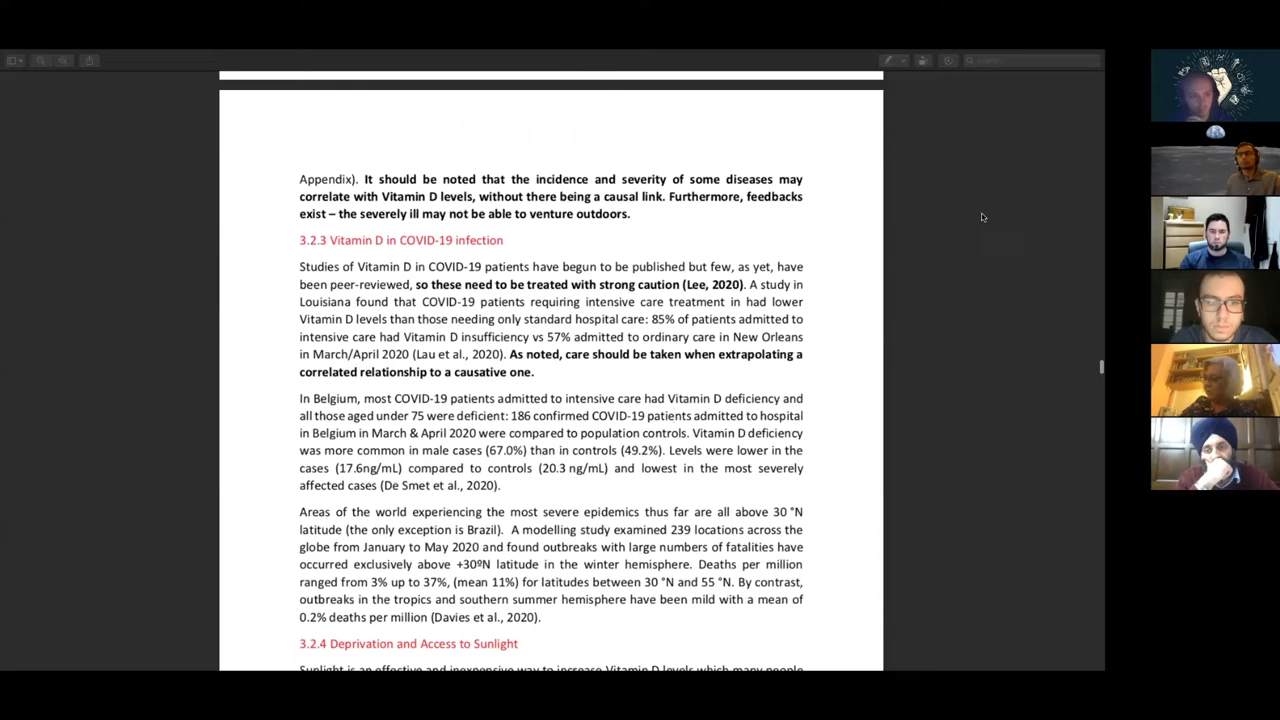 Appendix). It should be noted that the incidence and severity of some diseases may
correlate with Vitamin D levels, without there being a causal link. Furthermore, feedbacks
exist – the severely ill may not be able to venture outdoors.
3.2.3 Vitamin D in COVID-19 infection
Studies of Vitamin D in COVID-19 patients have begun to be published but few, as yet, have
been peer-reviewed, so these need to be treated with strong caution (Lee, 2020). A study in
Louisiana found that COVID-19 patients requiring intensive care treatment in had lower
Vitamin D levels than those needing only standard hospital care: 85% of patients admitted to
intensive care had Vitamin D insufficiency vs 57% admitted to ordinary care in New Orleans
in March/April 2020 (Lau et al., 2020). As noted, care should be taken when extrapolating a
correlated relationship to a causative one.
In Belgium, most COVID-19 patients admitted to intensive care had Vitamin D deficiency and
all those aged under 75 were deficient: 186 confirmed COVID-19 patients admitted to hospital
in Belgium in March & April 2020 were compared to population controls. Vitamin D deficiency
was more common in male cases (67.0%) than in controls (49.2%). Levels were lower in the
cases (17.6ng/mL) compared to controls (20.3 ng/mL) and lowest in the most severely
affected cases (De Smet et al., 2020).
Areas of the world experiencing the most severe epidemics thus far are all above 30 °N
latitude (the only exception is Brazil). A modelling study examined 239 locations across the
globe from January to May 2020 and found outbreaks with large numbers of fatalities have
occurred exclusively above +30ºN latitude in the winter hemisphere. Deaths per million
ranged from 3% up to 37%, (mean 11%) for latitudes between 30 °N and 55 °N. By contrast,
outbreaks in the tropics and southern summer hemisphere have been mild with a mean of
0.2% deaths per million (Davies et al., 2020).
3.2.4 Deprivation and Access to Sunlight
Sunlight is an effective and inexpensive way to increase Vitamin D levels which many people